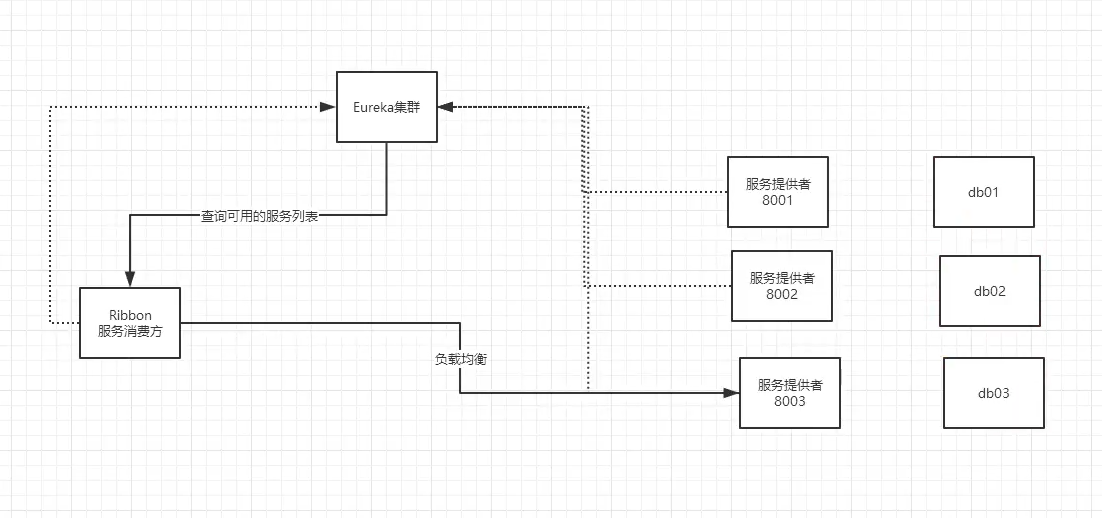 Eureka集群
服务提供者
8001
db01
查询可用的服务列表
服务提供者
8002
db02
Ribbon
服务消费方
负载均衡
服务提供者
8003
db03